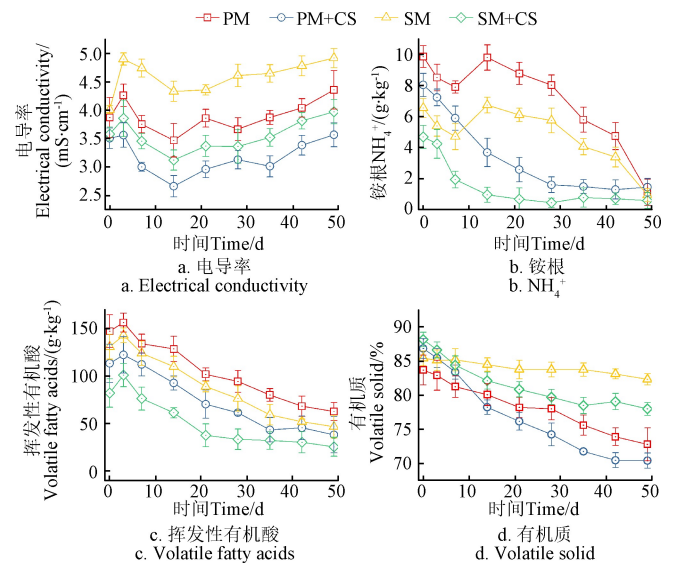 PM PM+CS SM SM+CS
电导率
Electrical conductivity/
(mS·cm⁻¹)
5.0
4.5
4.0
3.5
3.0
2.5
0 10 20 30 40 50
时间Time/d
a. 电导率
a. Electrical conductivity
铵根NH₄⁺/(g·kg⁻¹)
10
8
6
4
2
0
0 10 20 30 40 50
时间Time/d
b. 铵根
b. NH₄⁺
挥发性有机酸
Volatile fatty acids/(g·kg⁻¹)
150
100
50
0
0 10 20 30 40 50
时间Time/d
c. 挥发性有机酸
c. Volatile fatty acids
有机质
Volatile solid/%
90
85
80
75
70
0 10 20 30 40 50
时间Time/d
d. 有机质
d. Volatile solid